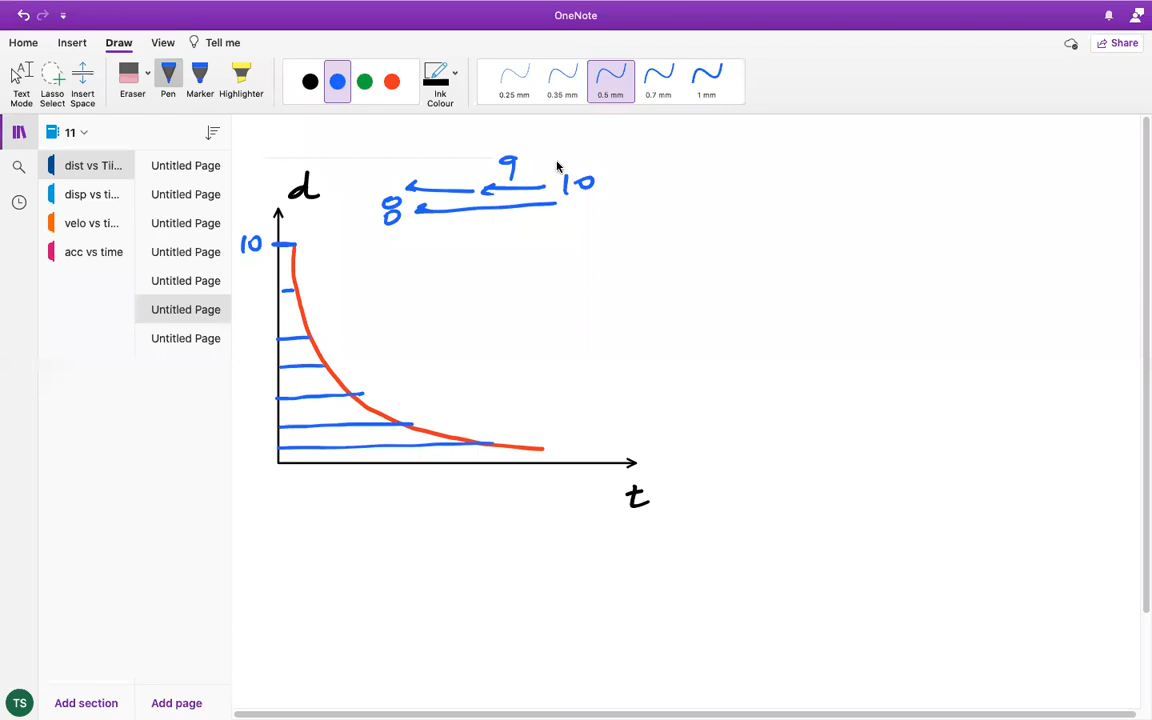 OneNote
Home Insert Draw View Tell me
Share
Text Mode
Lasso Select
Insert Space
Eraser
Pen
Marker
Highlighter
Ink Colour
0.25 mm
0.35 mm
0.5 mm
0.7 mm
1 mm
11
dist vs Tii...
disp vs ti...
velo vs ti...
acc vs time
Untitled Page
Untitled Page
Untitled Page
Untitled Page
Untitled Page
Untitled Page
Untitled Page
d
9
10
8
10
t
TS
Add section
Add page